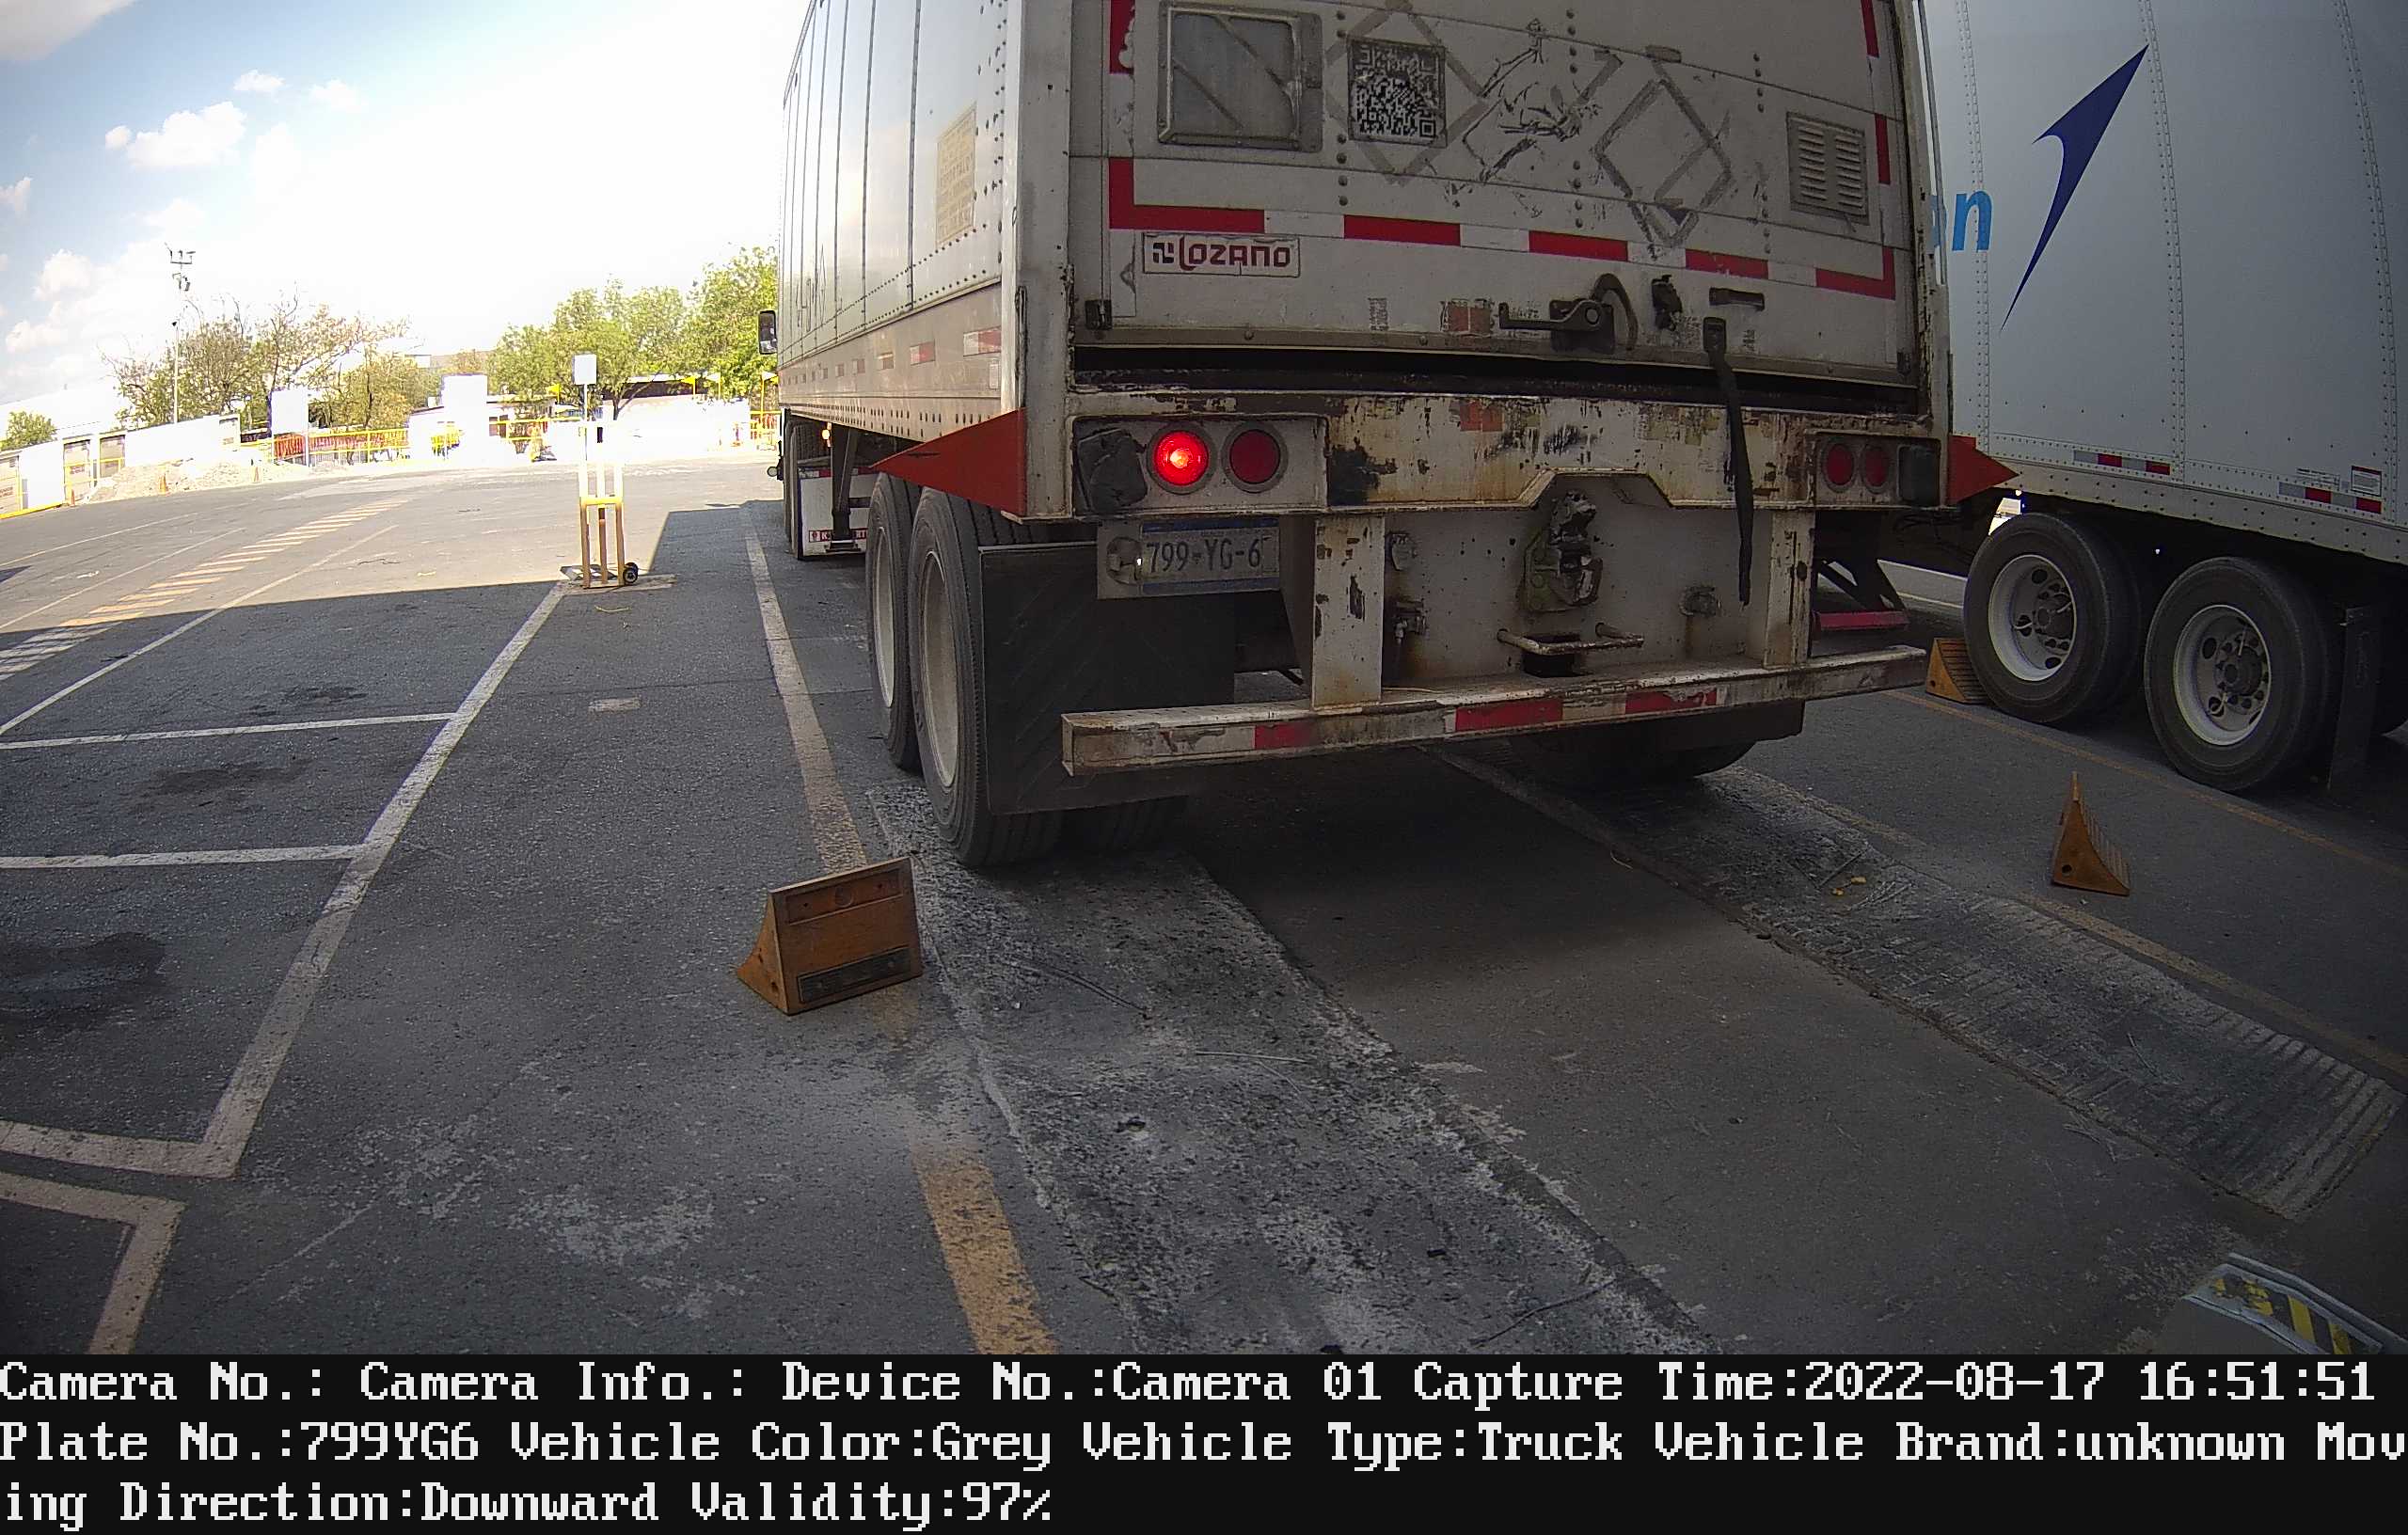 LOZANO
n
799-YG-6
Camera No.: Camera Info.: Device No.:Camera 01 Capture Time:2022-08-17 16:51:51
Plate No.:799YG6 Vehicle Color:Grey Vehicle Type:Truck Vehicle Brand:unknown Mov
ing Direction:Downward Validity:97%